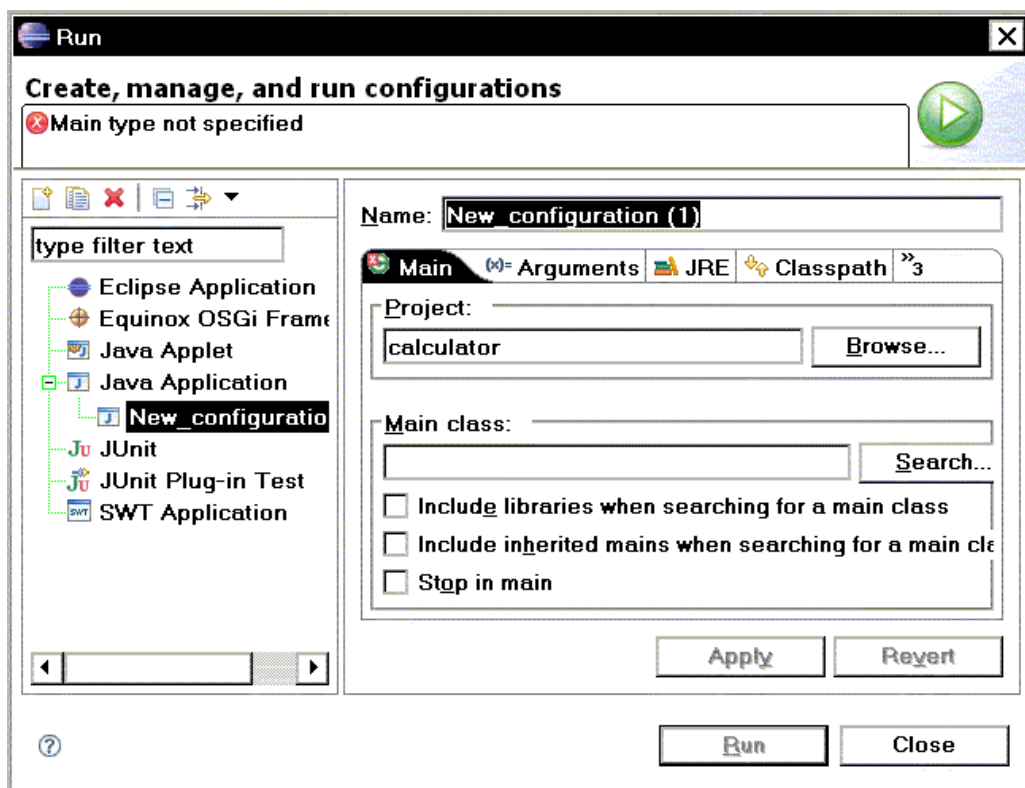 Run
Create, manage, and run configurations
Main type not specified
type filter text
Eclipse Application
Equinox OSGi Frame
Java Applet
Java Application
New_configuratio
JUnit
JUnit Plug-in Test
SWT Application
Name: New_configuration (1)
Main (x)= Arguments JRE Classpath »3
Project:
calculator Browse...
Main class:
Search...
Include libraries when searching for a main class
Include inherited mains when searching for a main cla
Stop in main
Apply Revert
Run Close